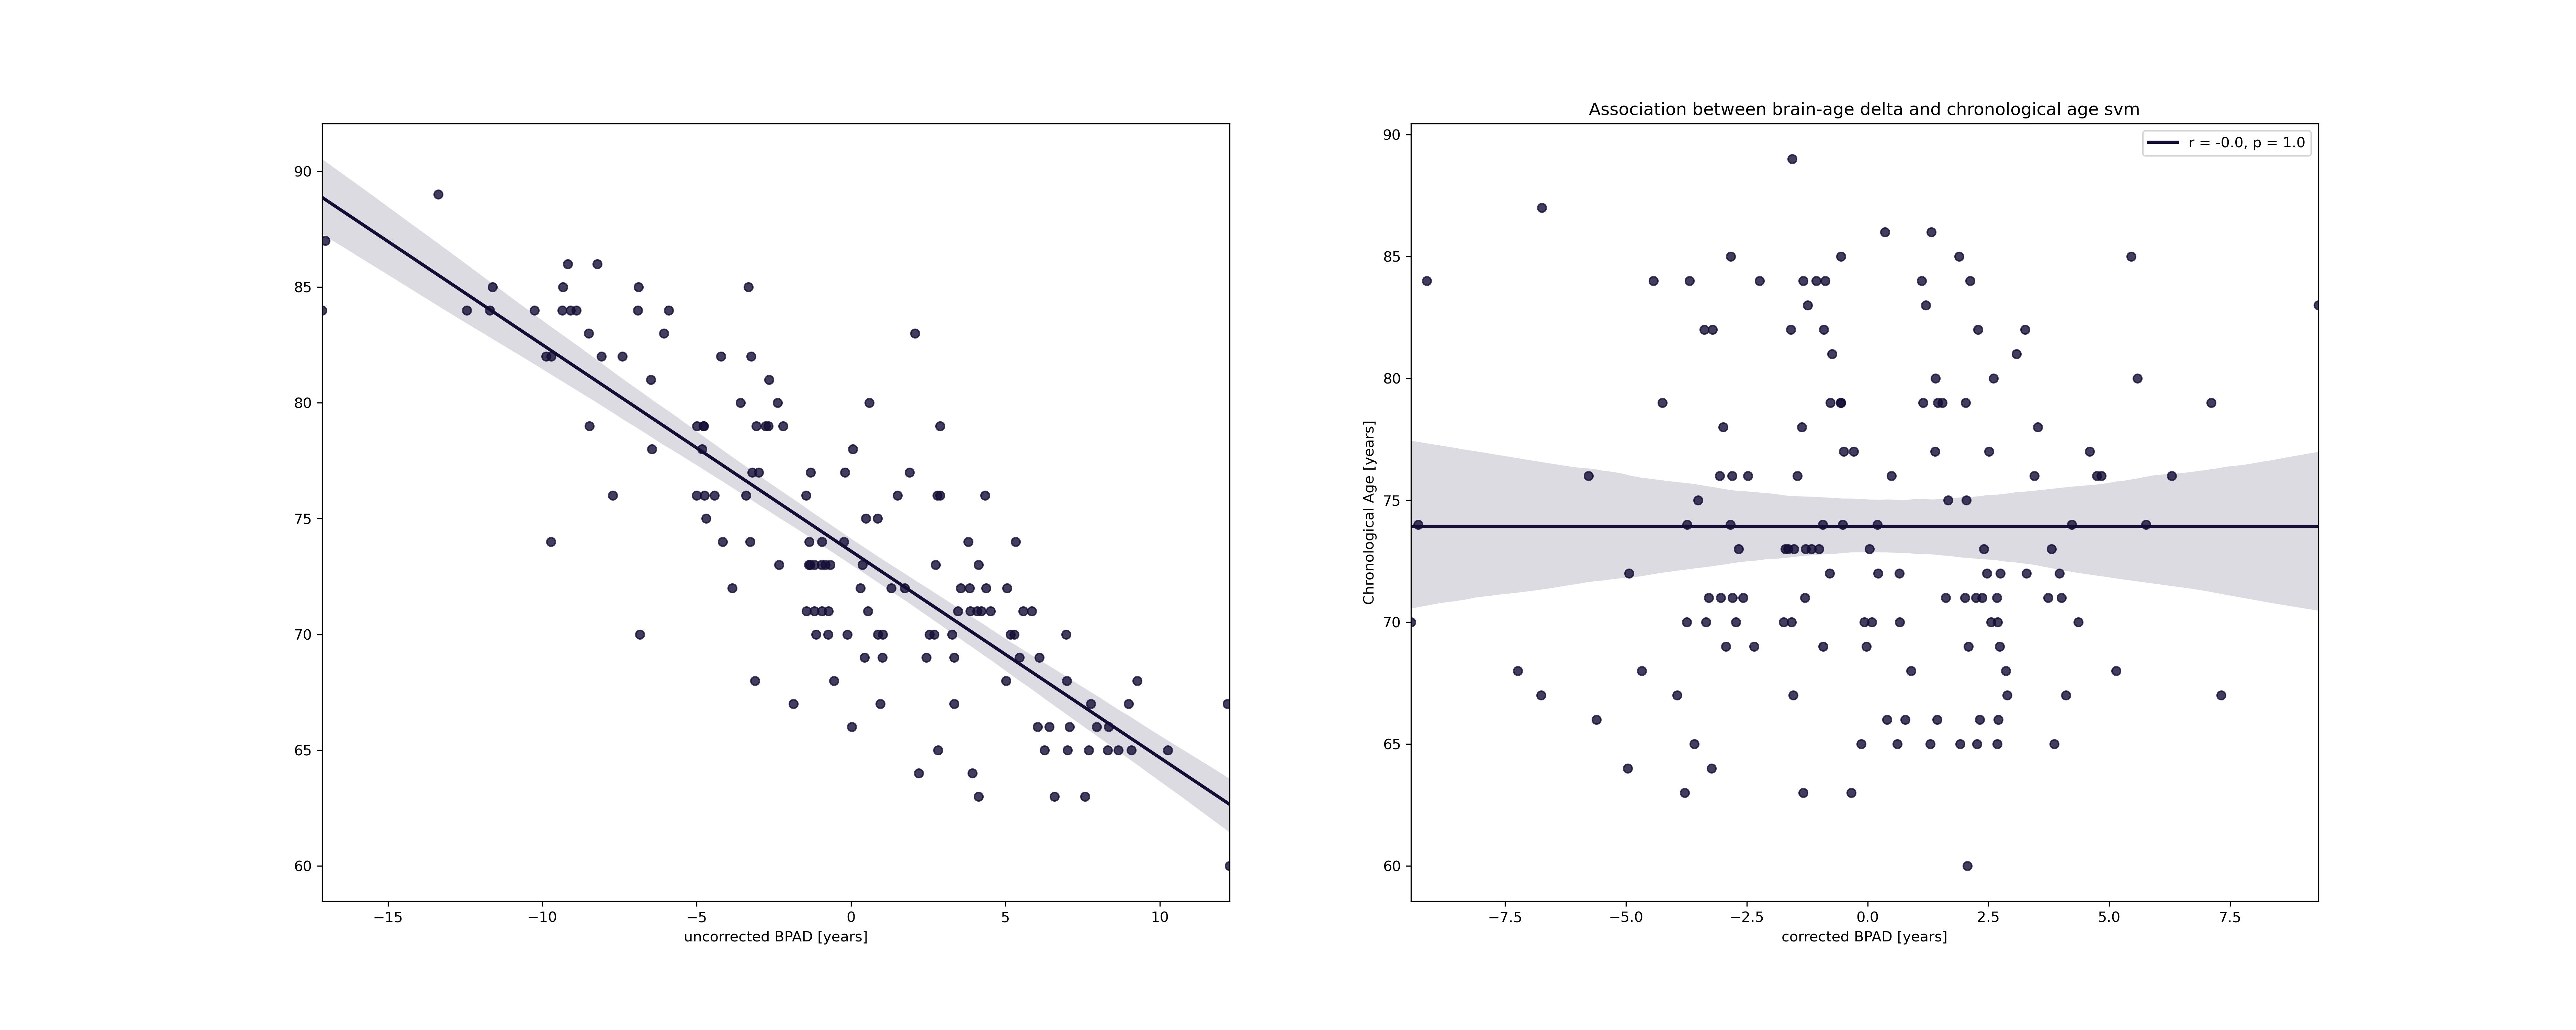 90
85
80
75
70
65
60
−15 −10 −5 0 5 10
uncorrected BPAD [years]
Association between brain-age delta and chronological age svm
r = -0.0, p = 1.0
Chronological Age [years]
90
85
80
75
70
65
60
−7.5 −5.0 −2.5 0.0 2.5 5.0 7.5
corrected BPAD [years]